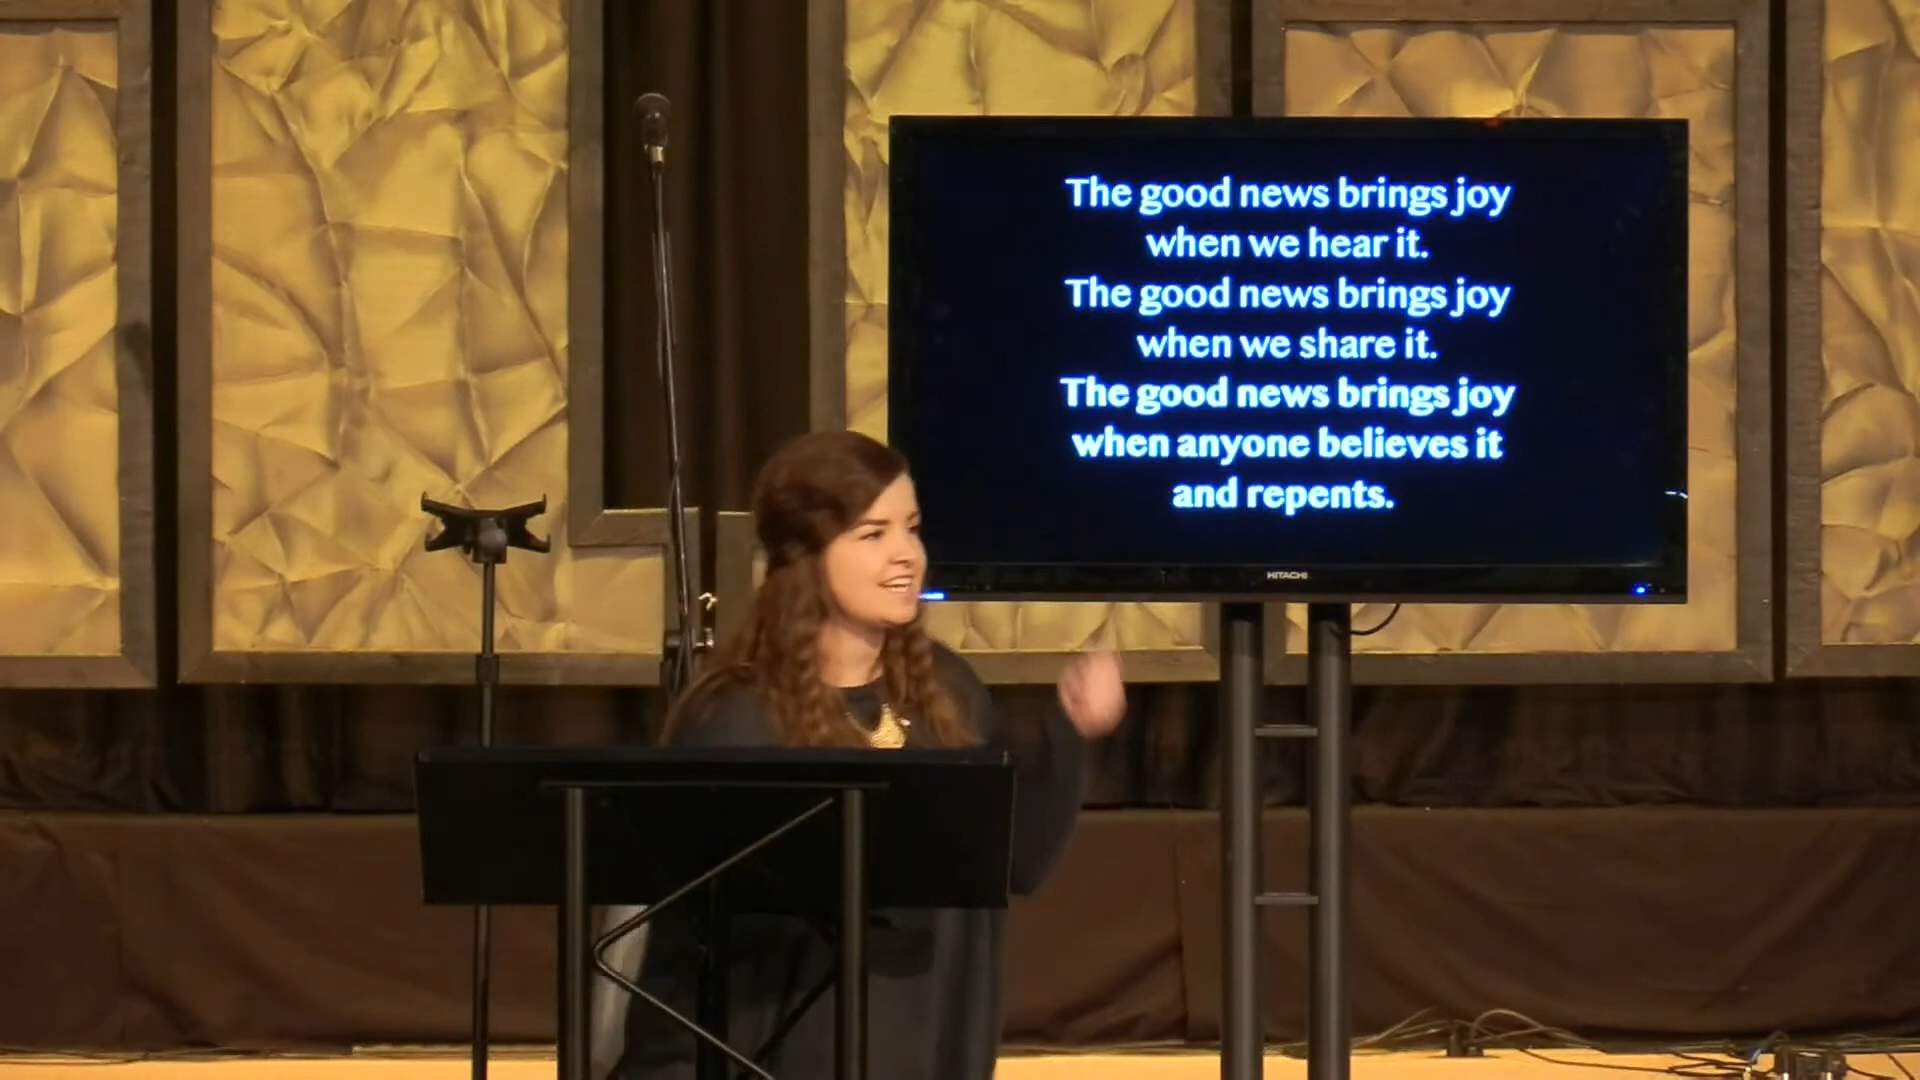 The good news brings joy
when we hear it.
The good news brings joy
when we share it.
The good news brings joy
when anyone believes it
and repents.
HITACHI